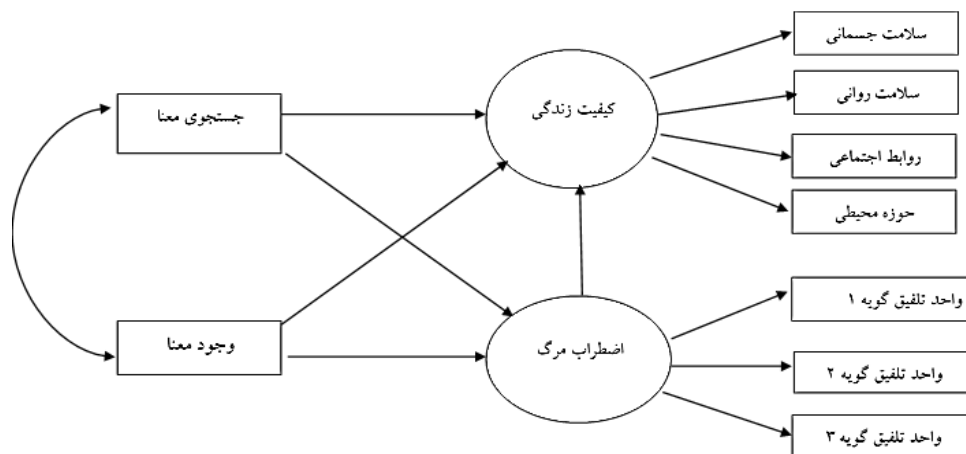 سلامت جسمانی
سلامت روانی
کیفیت زندگی
جستجوی معنا
روابط اجتماعی
حوزه محیطی
واحد تلفیق گویه ۱
وجود معنا
اضطراب مرگ
واحد تلفیق گویه ۲
واحد تلفیق گویه ۳